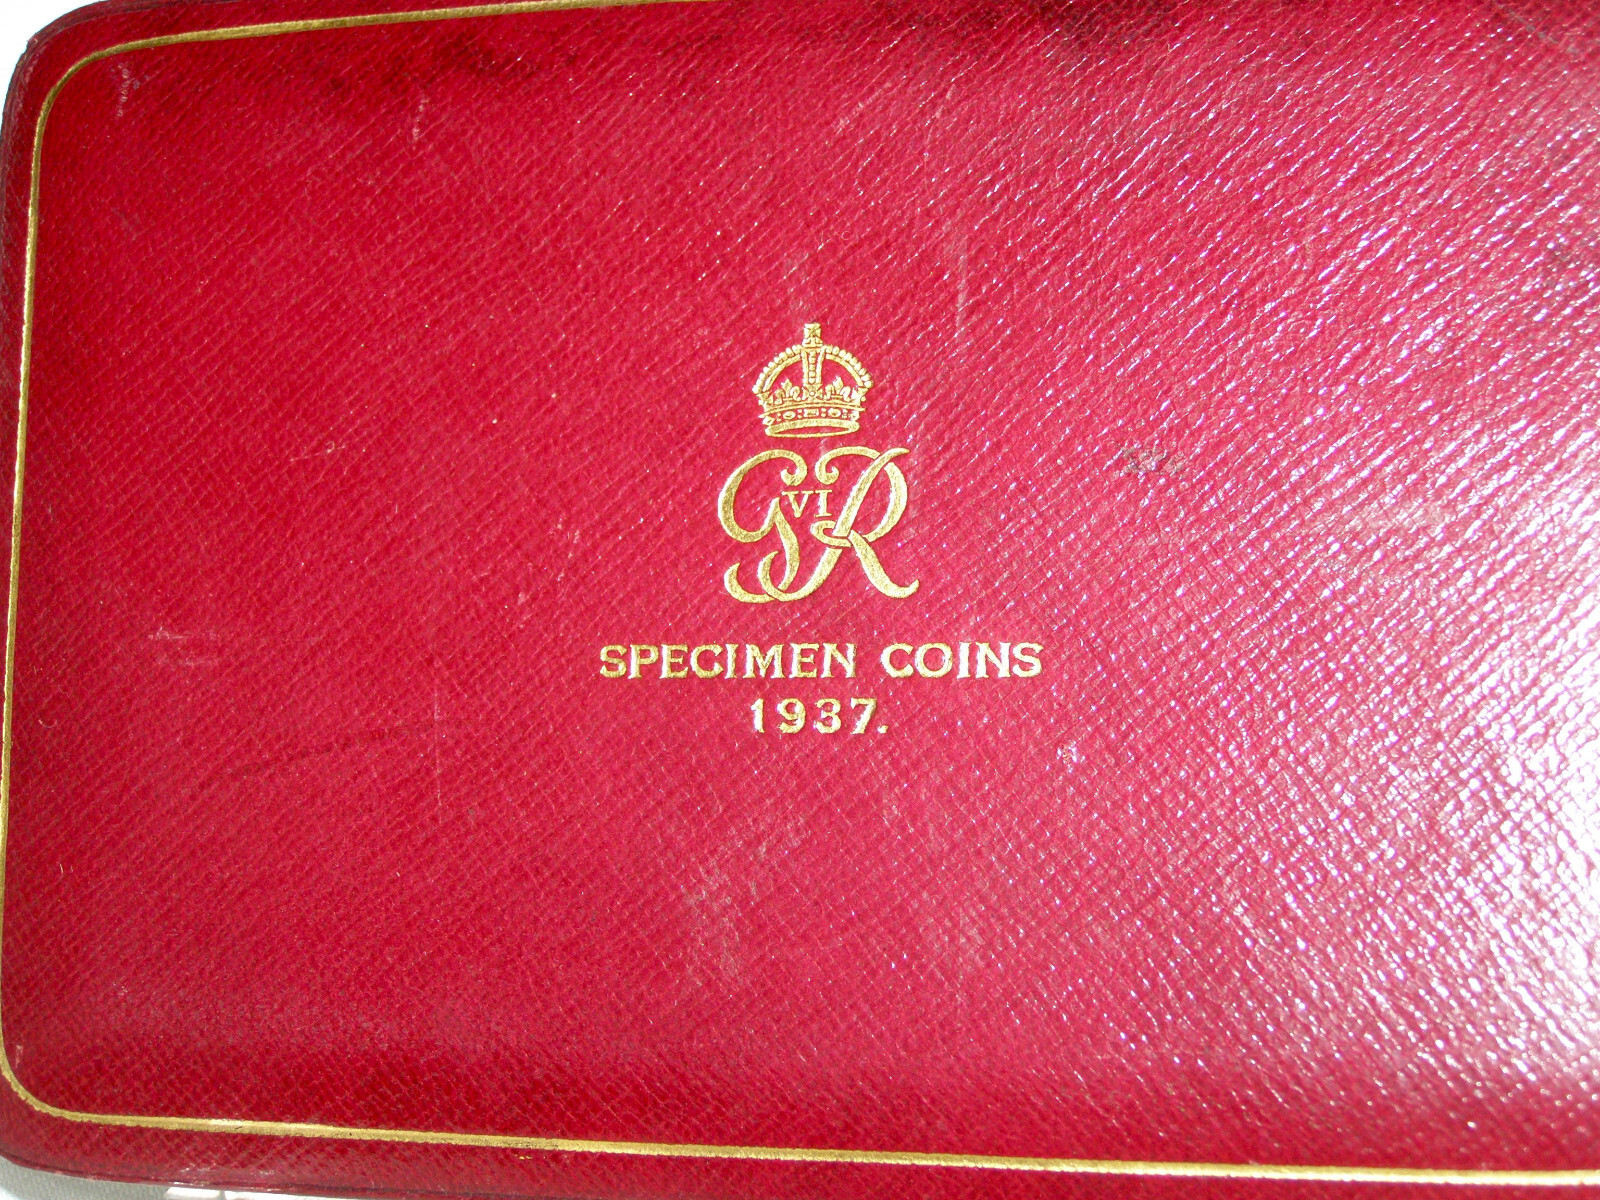 GVIR
SPECIMEN COINS
1937.